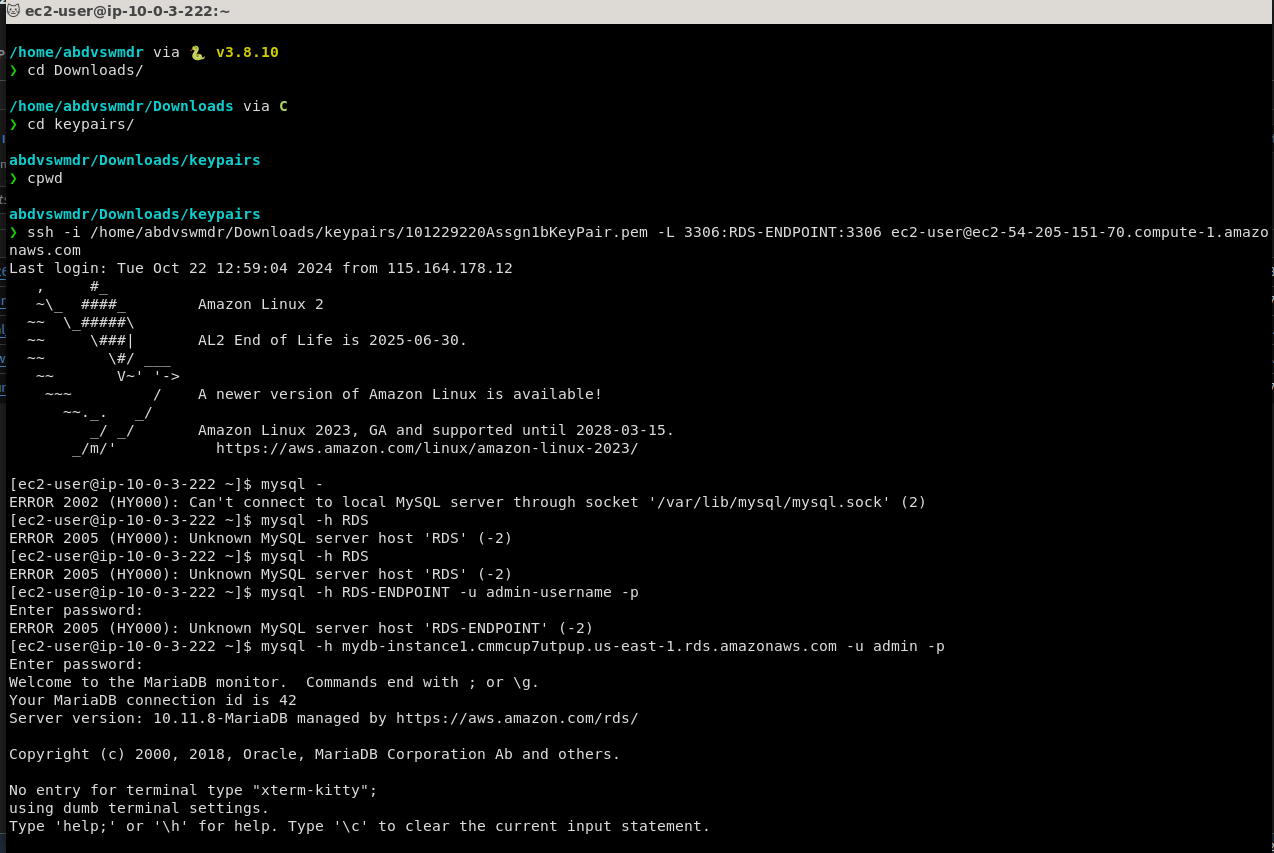 ec2-user@ip-10-0-3-222:~
/home/abdvswmdr via 🐍 v3.8.10
❯ cd Downloads/
/home/abdvswmdr/Downloads via C
❯ cd keypairs/
abdvswmdr/Downloads/keypairs
❯ cpwd
abdvswmdr/Downloads/keypairs
❯ ssh -i /home/abdvswmdr/Downloads/keypairs/101229220Assgn1bKeyPair.pem -L 3306:RDS-ENDPOINT:3306 ec2-user@ec2-54-205-151-70.compute-1.amazo
naws.com
Last login: Tue Oct 22 12:59:04 2024 from 115.164.178.12
   ,     #_
   ~\_  ####_        Amazon Linux 2
  ~~  \_#####\
  ~~     \###|       AL2 End of Life is 2025-06-30.
  ~~       \#/ ___
   ~~       V~' '->
    ~~~         /    A newer version of Amazon Linux is available!
      ~~._.   _/
         _/ _/       Amazon Linux 2023, GA and supported until 2028-03-15.
       _/m/'           https://aws.amazon.com/linux/amazon-linux-2023/
[ec2-user@ip-10-0-3-222 ~]$ mysql -
ERROR 2002 (HY000): Can't connect to local MySQL server through socket '/var/lib/mysql/mysql.sock' (2)
[ec2-user@ip-10-0-3-222 ~]$ mysql -h RDS
ERROR 2005 (HY000): Unknown MySQL server host 'RDS' (-2)
[ec2-user@ip-10-0-3-222 ~]$ mysql -h RDS
ERROR 2005 (HY000): Unknown MySQL server host 'RDS' (-2)
[ec2-user@ip-10-0-3-222 ~]$ mysql -h RDS-ENDPOINT -u admin-username -p
Enter password:
ERROR 2005 (HY000): Unknown MySQL server host 'RDS-ENDPOINT' (-2)
[ec2-user@ip-10-0-3-222 ~]$ mysql -h mydb-instance1.cmmcup7utpup.us-east-1.rds.amazonaws.com -u admin -p
Enter password:
Welcome to the MariaDB monitor.  Commands end with ; or \g.
Your MariaDB connection id is 42
Server version: 10.11.8-MariaDB managed by https://aws.amazon.com/rds/
Copyright (c) 2000, 2018, Oracle, MariaDB Corporation Ab and others.
No entry for terminal type "xterm-kitty";
using dumb terminal settings.
Type 'help;' or '\h' for help. Type '\c' to clear the current input statement.